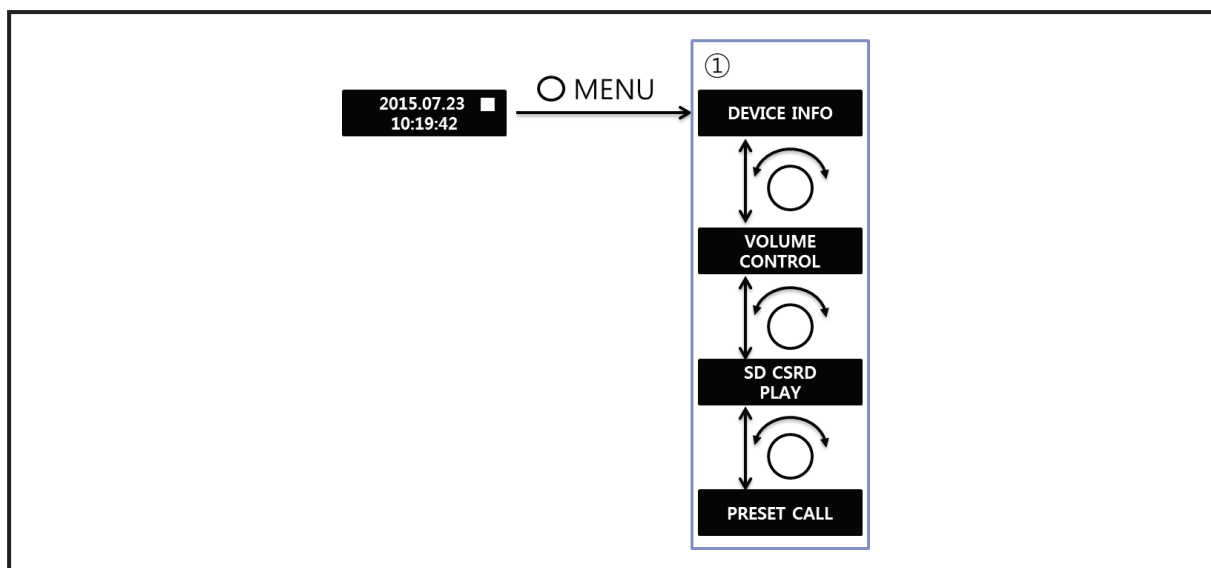 2015.07.23
10:19:42
MENU
①
DEVICE INFO
VOLUME
CONTROL
SD CSRD
PLAY
PRESET CALL